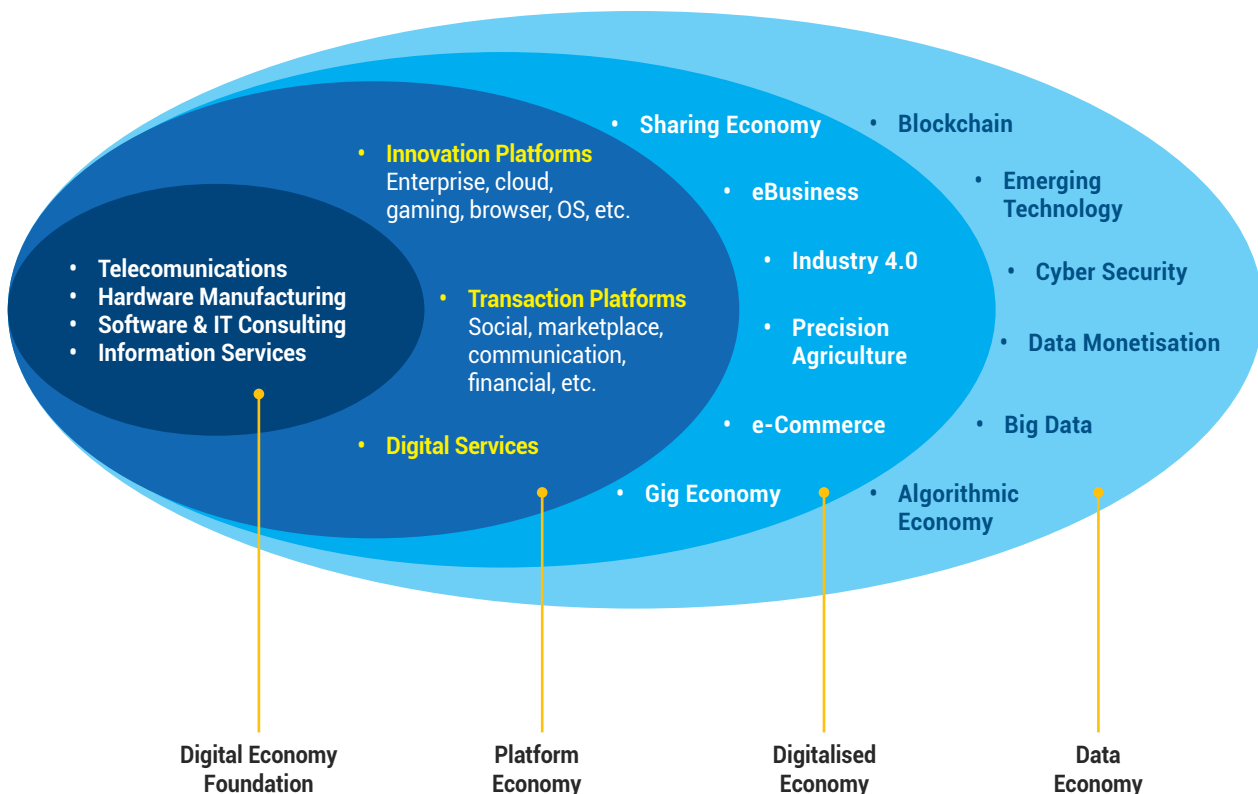 • Telecomunications
• Hardware Manufacturing
• Software & IT Consulting
• Information Services
• Innovation Platforms
Enterprise, cloud,
gaming, browser, OS, etc.
• Transaction Platforms
Social, marketplace,
communication,
financial, etc.
• Digital Services
• Sharing Economy
• eBusiness
• Industry 4.0
• Precision
Agriculture
• e-Commerce
• Gig Economy
• Blockchain
• Emerging
Technology
• Cyber Security
• Data Monetisation
• Big Data
• Algorithmic
Economy
Digital Economy
Foundation
Platform
Economy
Digitalised
Economy
Data
Economy